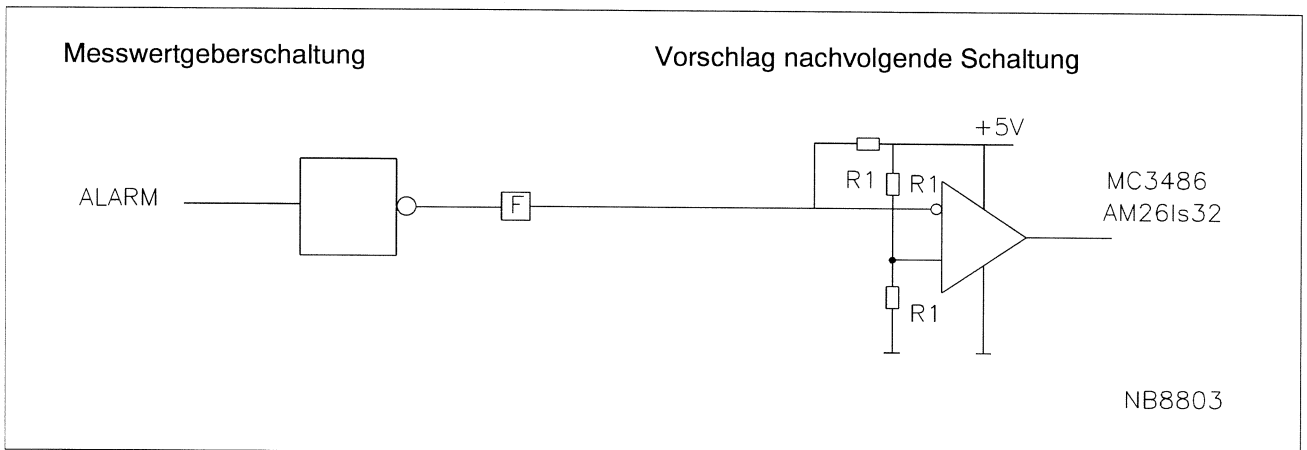 Messwertgeberschaltung
Vorschlag nachvolgende Schaltung
+5V
R1
R1
MC3486
ALARM
F
AM26ls32
R1
NB8803